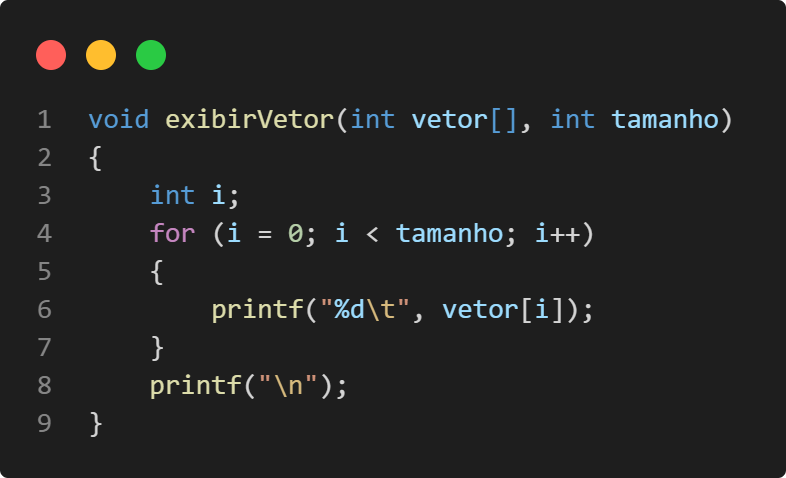 1 void exibirVetor(int vetor[], int tamanho)
2 {
3     int i;
4     for (i = 0; i < tamanho; i++)
5     {
6         printf("%d\t", vetor[i]);
7     }
8     printf("\n");
9 }